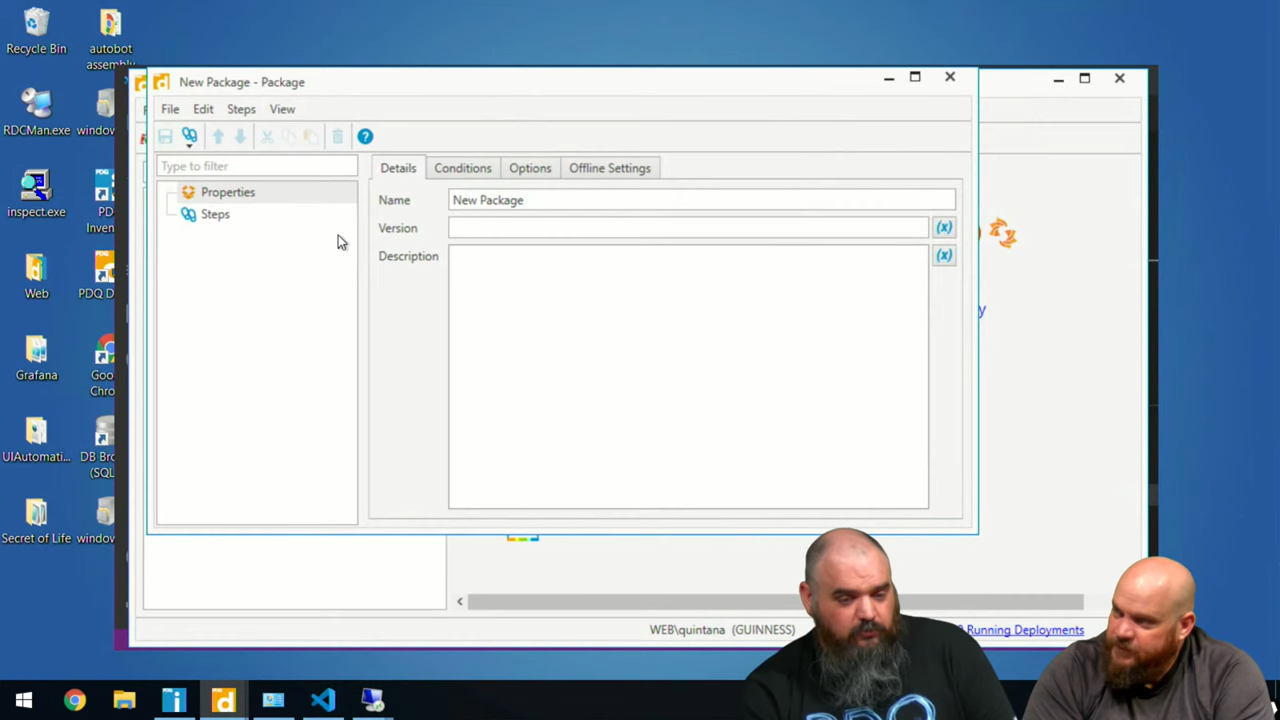 Recycle Bin
autobot
assembly
RDCMan.exe
window
inspect.exe
PD
Inven
Web
PDQ D
Grafana
Goo
Chro
UIAutomati...
DB Bro
(SQL
Secret of Life
window
New Package - Package
File Edit Steps View
Type to filter
Properties
Steps
Details Conditions Options Offline Settings
Name New Package
Version (x)
Description (x)
y
WEB\quintana (GUINNESS)
Running Deployments
PDQ